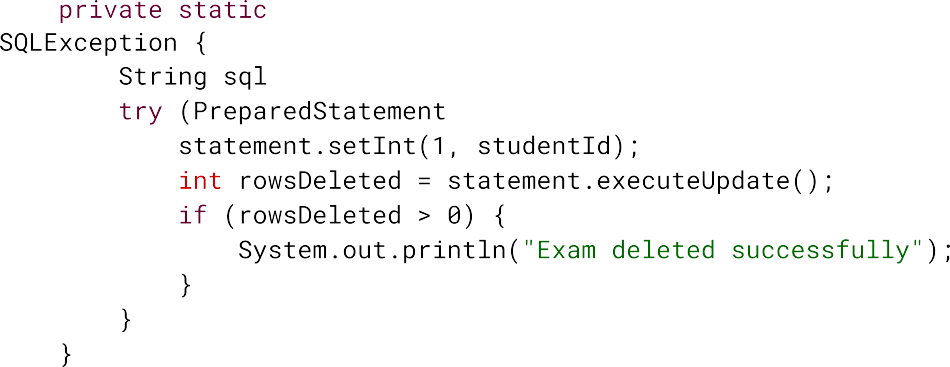 private static
SQLException {
String sql
try (PreparedStatement
statement.setInt(1, studentId);
int rowsDeleted = statement.executeUpdate();
if (rowsDeleted > 0) {
System.out.println("Exam deleted successfully");
}
}
}